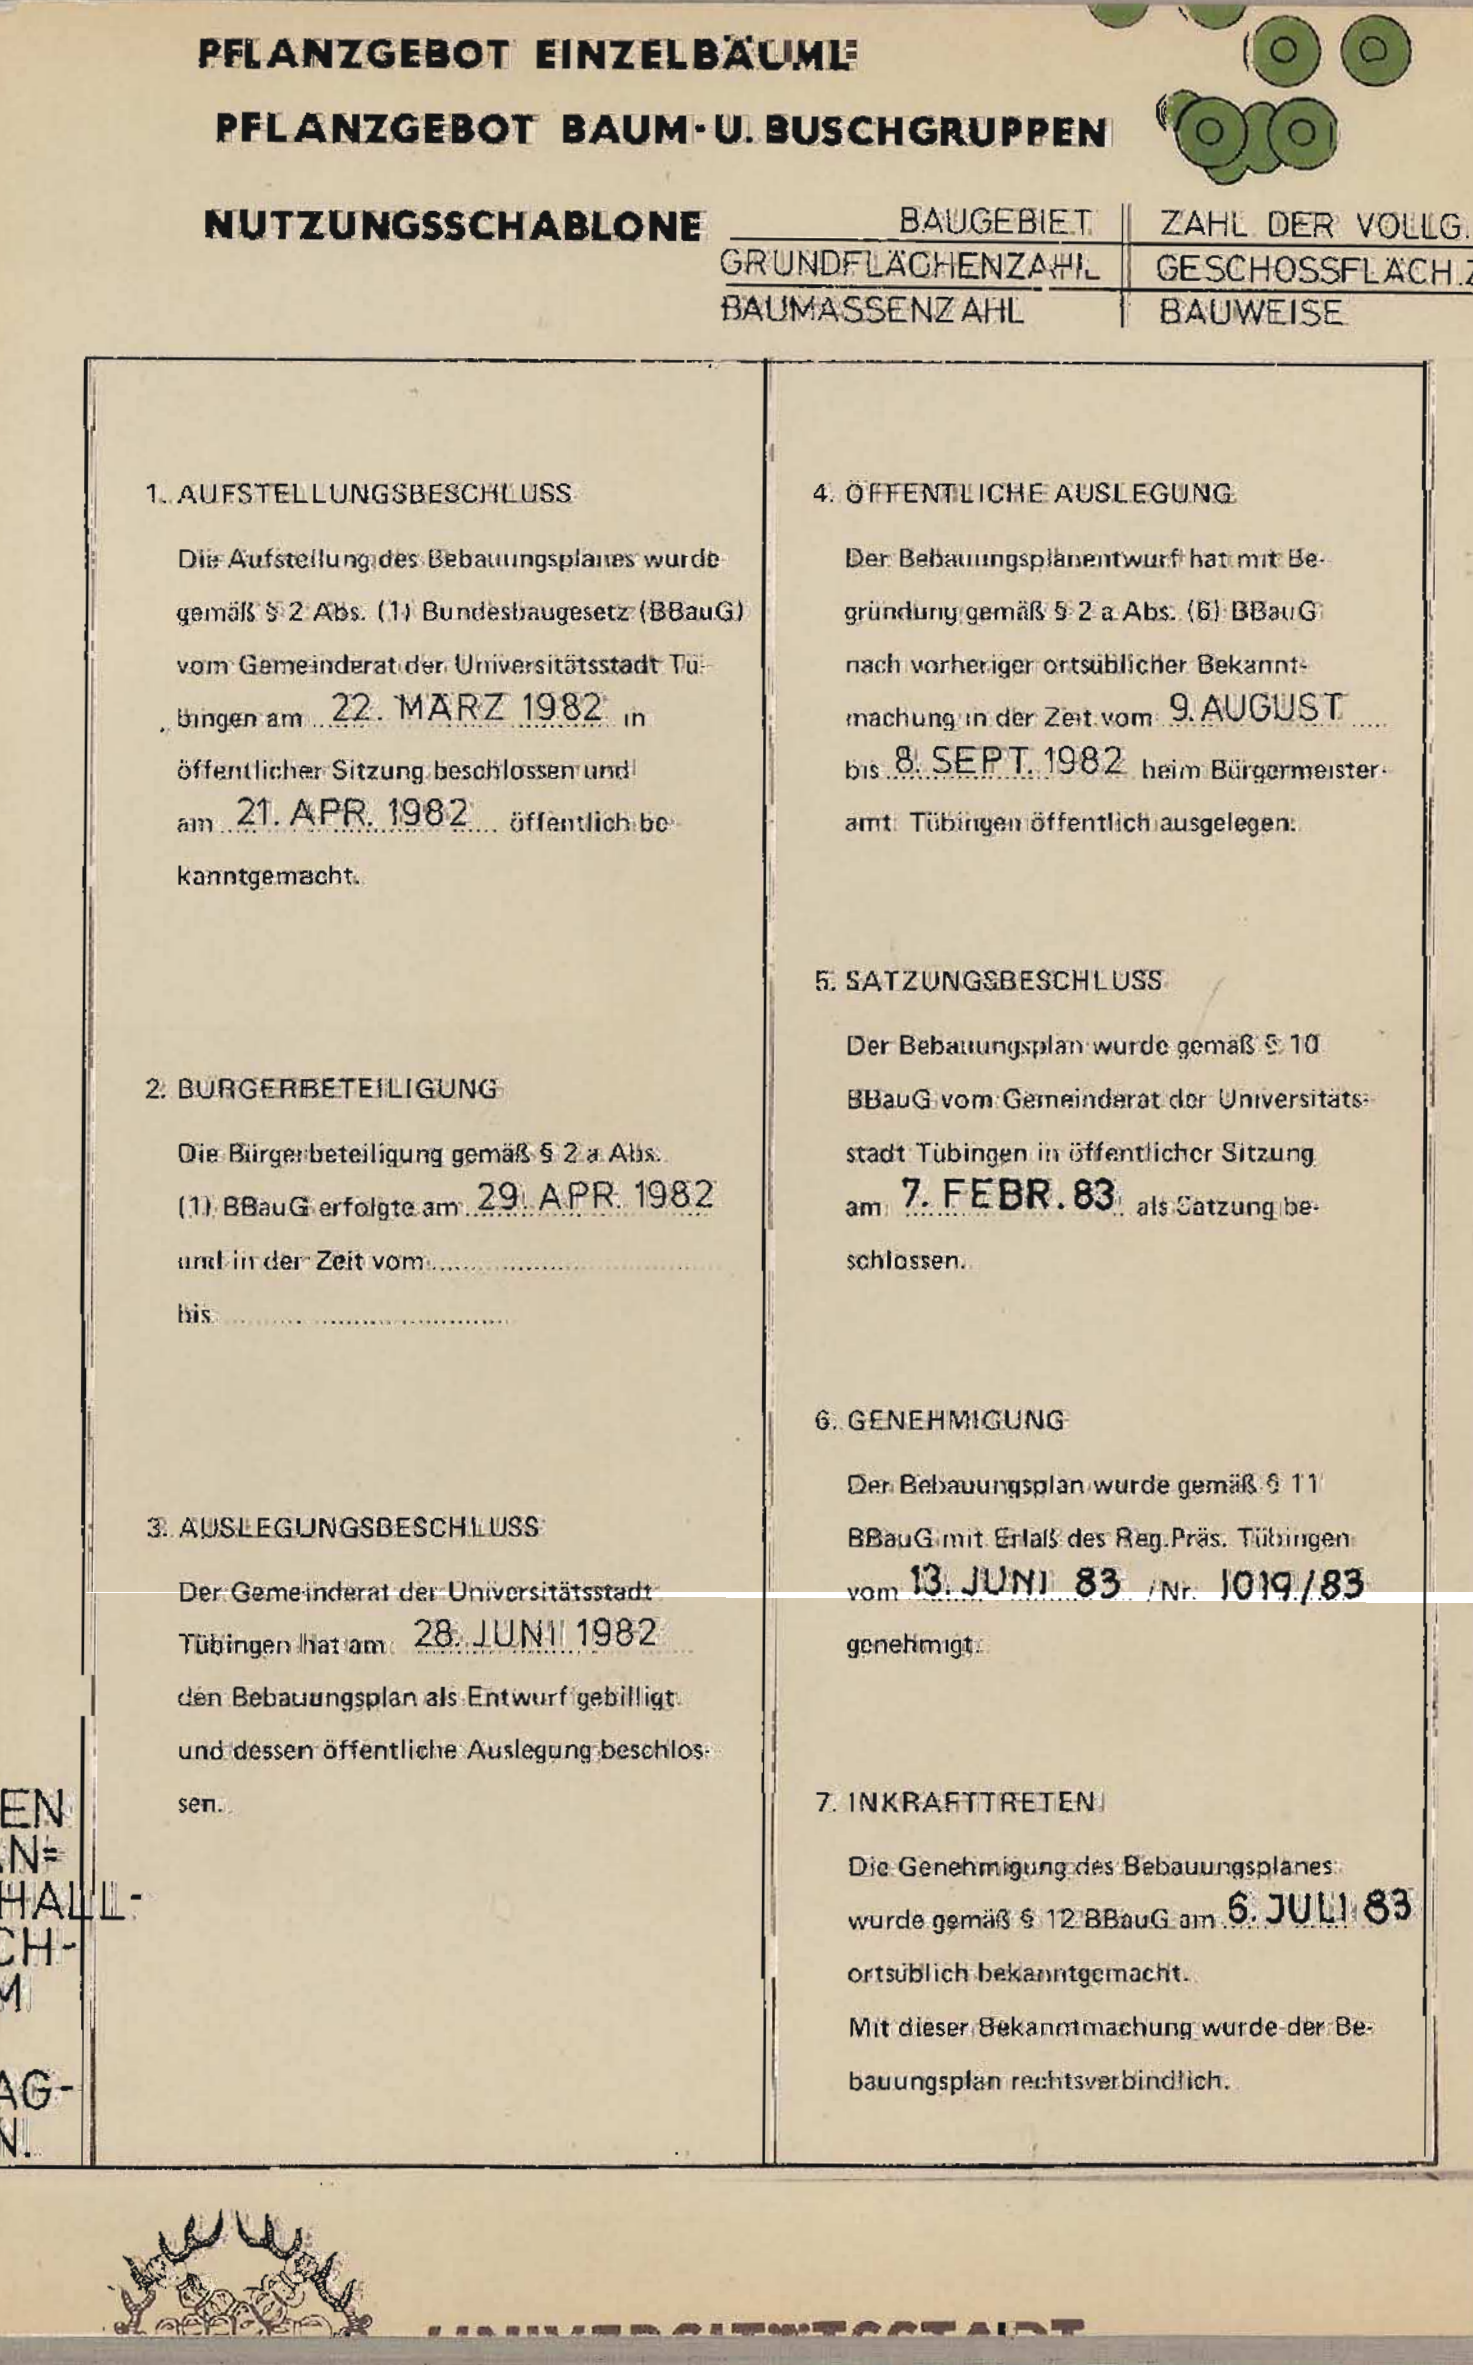 PFLANZGEBOT EINZELBÄUME
PFLANZGEBOT BAUM-U. BUSCHGRUPPEN
NUTZUNGSSCHABLONE
BAUGEBIET ZAHL DER VOLLG.
GRUNDFLÄCHENZAHL GESCHOSSFLÄCH.Z
BAUMASSENZAHL BAUWEISE
1. AUFSTELLUNGSBESCHLUSS
Die Aufstellung des Bebauungsplanes wurde
gemäß § 2 Abs. (1) Bundesbaugesetz (BBauG)
vom Gemeinderat der Universitätsstadt Tü-
bingen am 22. MÄRZ 1982 in
öffentlicher Sitzung beschlossen und
am 21. APR. 1982 öffentlich be-
kanntgemacht.
2. BÜRGERBETEILIGUNG
Die Bürgerbeteiligung gemäß § 2 a Abs.
(1) BBauG erfolgte am 29. APR. 1982
und in der Zeit vom
bis
3. AUSLEGUNGSBESCHLUSS
Der Gemeinderat der Universitätsstadt
Tübingen hat am 28. JUNI 1982
den Bebauungsplan als Entwurf gebilligt
und dessen öffentliche Auslegung beschlos-
sen.
4. ÖFFENTLICHE AUSLEGUNG
Der Bebauungsplanentwurf hat mit Be-
gründung gemäß § 2 a Abs. (6) BBauG
nach vorheriger ortsüblicher Bekannt-
machung in der Zeit vom 9. AUGUST
bis 8. SEPT. 1982 beim Bürgermeister-
amt Tübingen öffentlich ausgelegen.
5. SATZUNGSBESCHLUSS
Der Bebauungsplan wurde gemäß § 10
BBauG vom Gemeinderat der Universitäts-
stadt Tübingen in öffentlicher Sitzung
am 7. FEBR. 83 als Satzung be-
schlossen.
6. GENEHMIGUNG
Der Bebauungsplan wurde gemäß § 11
BBauG mit Erlaß des Reg.Präs. Tübingen
vom 13. JUNI 83 /Nr. 1019/83
genehmigt.
7. INKRAFTTRETEN
Die Genehmigung des Bebauungsplanes
wurde gemäß § 12 BBauG am 6. JULI 83
ortsüblich bekanntgemacht.
Mit dieser Bekanntmachung wurde der Be-
bauungsplan rechtsverbindlich.
EN
N=
HALL-
CH-
M
AG-
N.
UNIVERSITÄTSSTADT